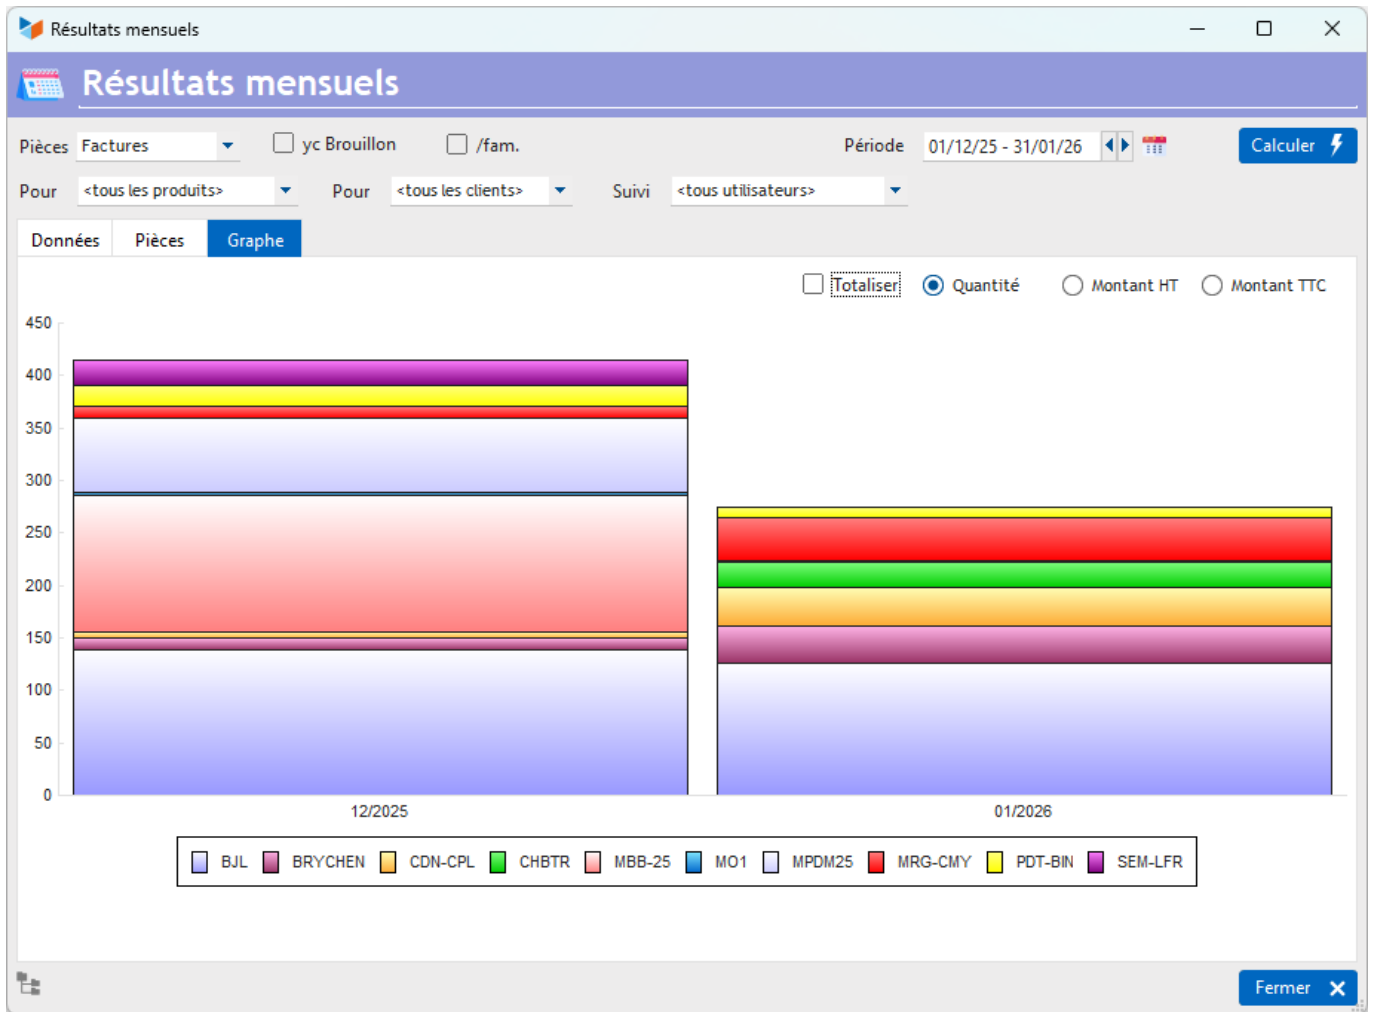 Résultats mensuels
Résultats mensuels
Pièces Factures yc Brouillon /fam. Période 01/12/25 - 31/01/26 Calculer
Pour <tous les produits> Pour <tous les clients> Suivi <tous utilisateurs>
Données Pièces Graphe
Totaliser Quantité Montant HT Montant TTC
450
400
350
300
250
200
150
100
50
0
12/2025 01/2026
BJL BRYCHEN CDN-CPL CHBTR MBB-25 MO1 MPDM25 MRG-CMY PDT-BIN SEM-LFR
Fermer